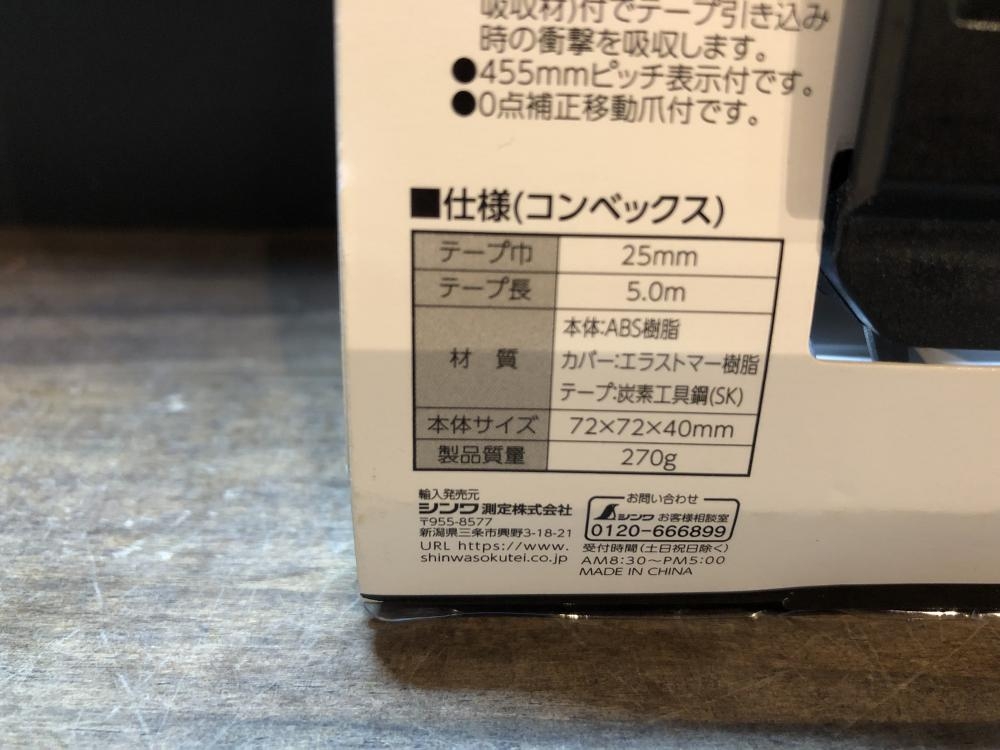 吸収材)付でテープ引き込み
時の衝撃を吸収します。
●455mmピッチ表示付です。
●0点補正移動爪付です。
■仕様(コンベックス)
テープ巾 25mm
テープ長 5.0m
材 質 本体:ABS樹脂
カバー:エラストマー樹脂
テープ:炭素工具鋼(SK)
本体サイズ 72×72×40mm
製品質量 270g
輸入発売元
シンワ測定株式会社
〒955-8577
新潟県三条市興野3-18-21
URL https://www.
shinwasokutei.co.jp
お問い合わせ
シンワ お客様相談室
0120-666899
受付時間(土日祝日除く)
AM8:30〜PM5:00
MADE IN CHINA